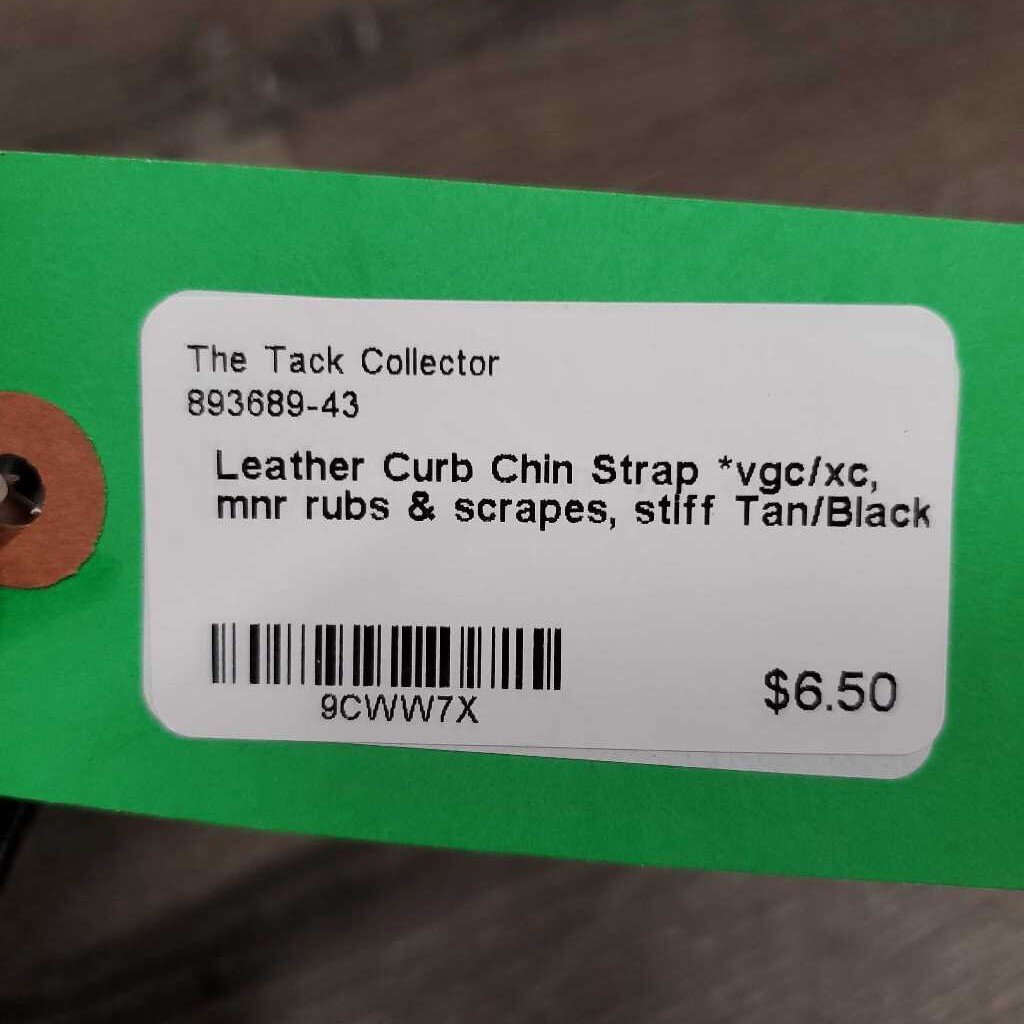 The Tack Collector
893689-43
Leather Curb Chin Strap *vgc/xc,
mnr rubs & scrapes, stiff Tan/Black
9CWW7X
$6.50